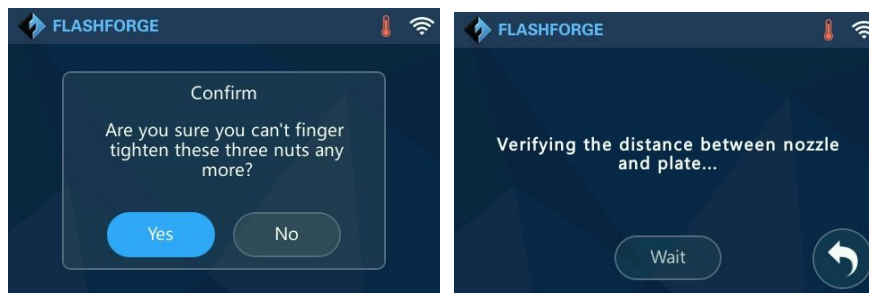 FLASHFORGE
Confirm
Are you sure you can't finger
tighten these three nuts any
more?
Yes
No
FLASHFORGE
Verifying the distance between nozzle
and plate...
Wait